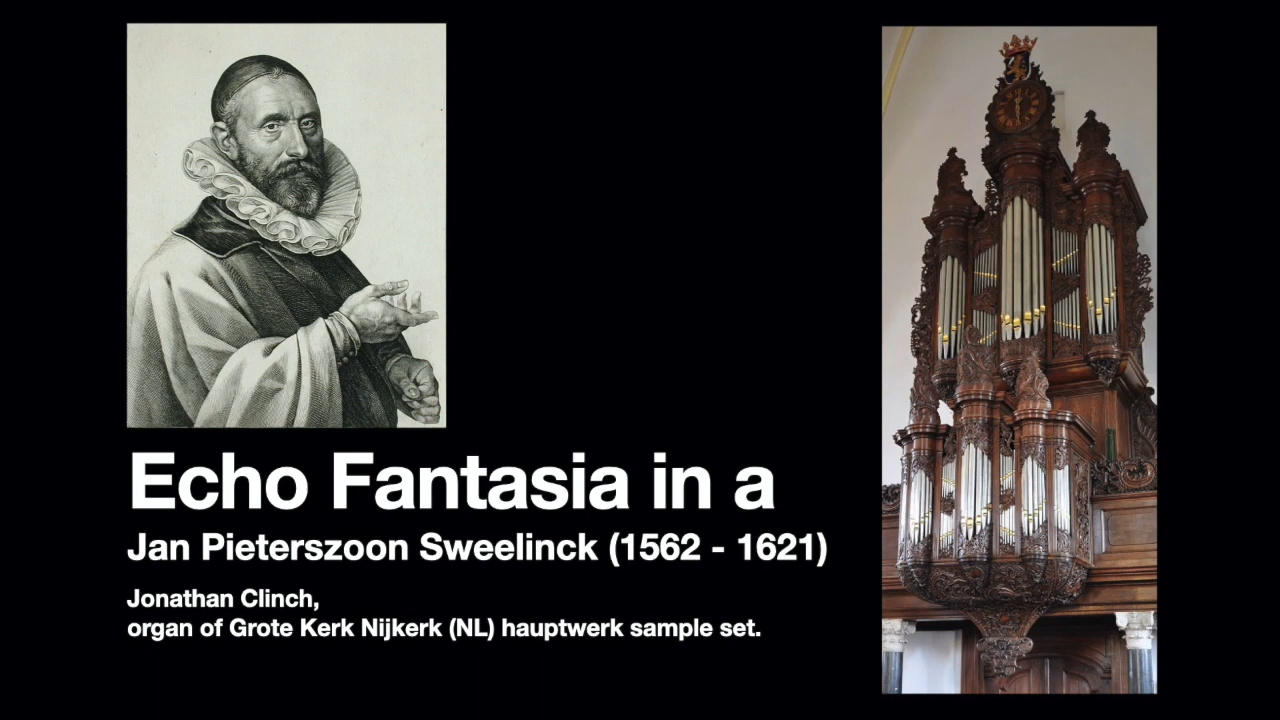 Echo Fantasia in a
Jan Pieterszoon Sweelinck (1562 - 1621)
Jonathan Clinch,
organ of Grote Kerk Nijkerk (NL) hauptwerk sample set.